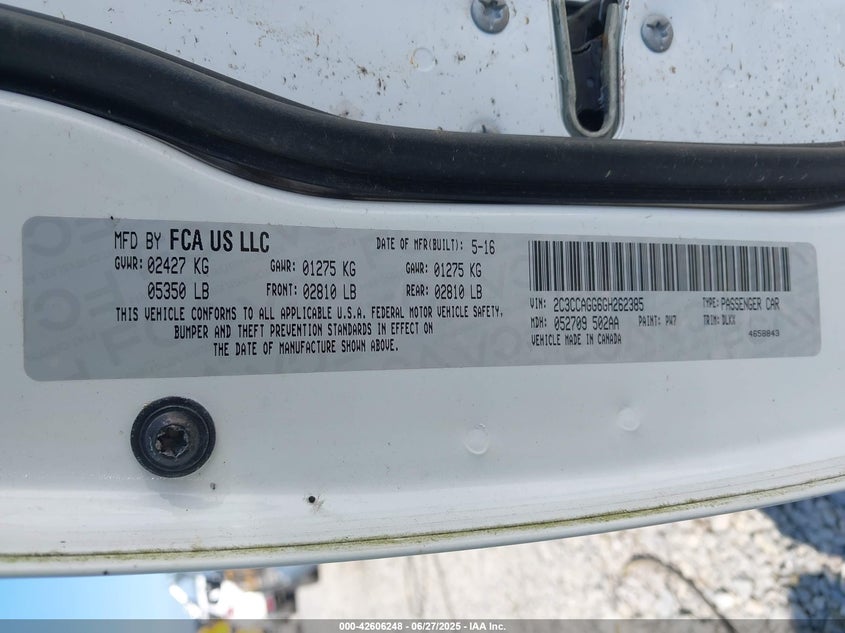 MFD BY FCA US LLC DATE OF MFR(BUILT): 5-16
GVWR: 02427 KG GAWR: 01275 KG GAWR: 01275 KG
05350 LB FRONT: 02810 LB REAR: 02810 LB
THIS VEHICLE CONFORMS TO ALL APPLICABLE U.S.A. FEDERAL MOTOR VEHICLE SAFETY,
BUMPER AND THEFT PREVENTION STANDARDS IN EFFECT ON
THE DATE OF MANUFACTURE SHOWN ABOVE.
VIN: 2C3CCAGG6GH262385 TYPE: PASSENGER CAR
MDH: 052709 502AA PAINT: PW7 TRIM: DLKX
VEHICLE MADE IN CANADA 4658843
000-42606248 - 06/27/2025 - IAA Inc.